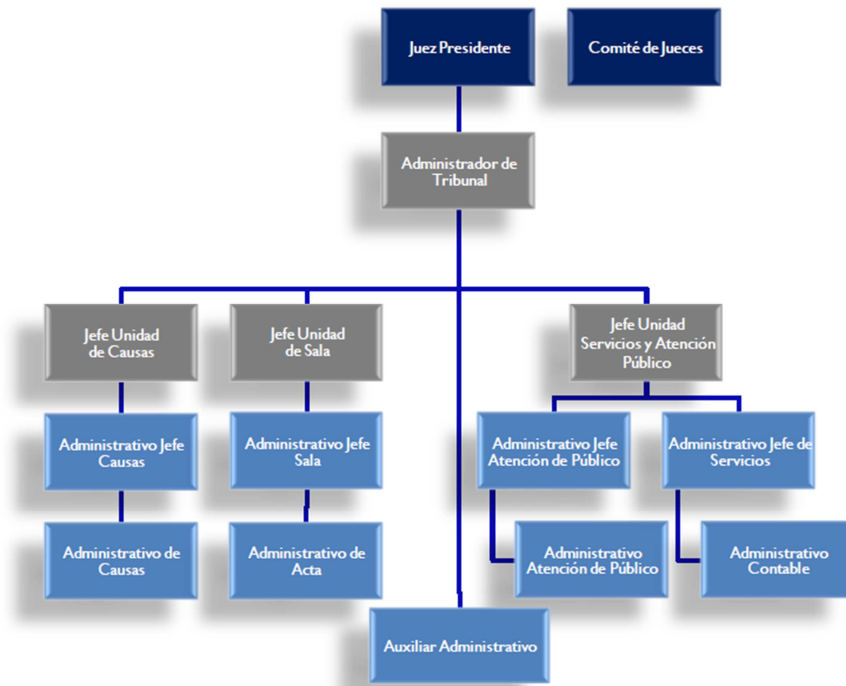 Juez Presidente
Comité de Jueces
Administrador de
Tribunal
Jefe Unidad
de Causas
Jefe Unidad
de Sala
Jefe Unidad
Servicios y Atención
Público
Administrativo Jefe
Causas
Administrativo Jefe
Sala
Administrativo Jefe
Atención de Público
Administrativo Jefe de
Servicios
Administrativo de
Causas
Administrativo de
Acta
Administrativo
Atención de Público
Administrativo
Contable
Auxiliar Administrativo